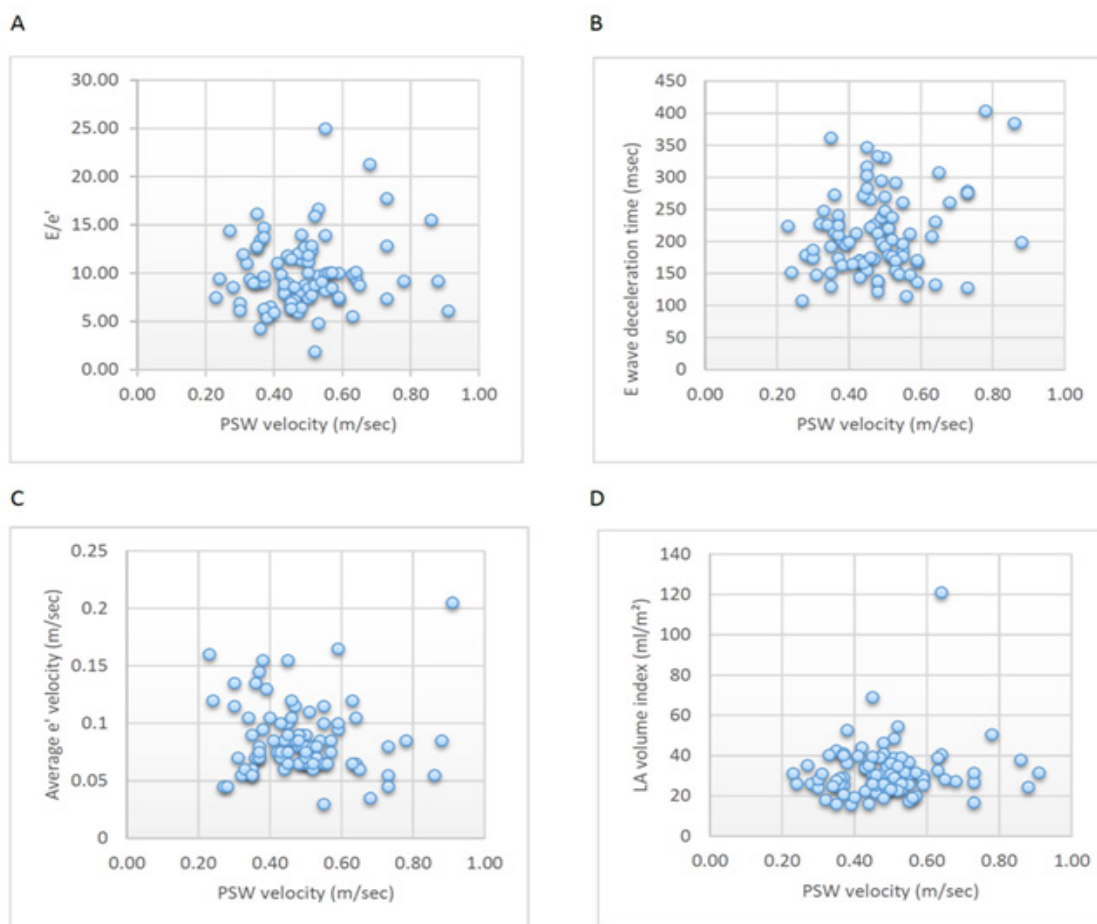 A
30.00
25.00
20.00
15.00
10.00
5.00
0.00
E/e'
0.00 0.20 0.40 0.60 0.80 1.00
PSW velocity (m/sec)
B
450
400
350
300
250
200
150
100
50
0
E wave deceleration time (msec)
0.00 0.20 0.40 0.60 0.80 1.00
PSW velocity (m/sec)
C
0.25
0.2
0.15
0.1
0.05
0
Average e' velocity (m/sec)
0.00 0.20 0.40 0.60 0.80 1.00
PSW velocity (m/sec)
D
140
120
100
80
60
40
20
0
LA volume index (ml/m²)
0.00 0.20 0.40 0.60 0.80 1.00
PSW velocity (m/sec)